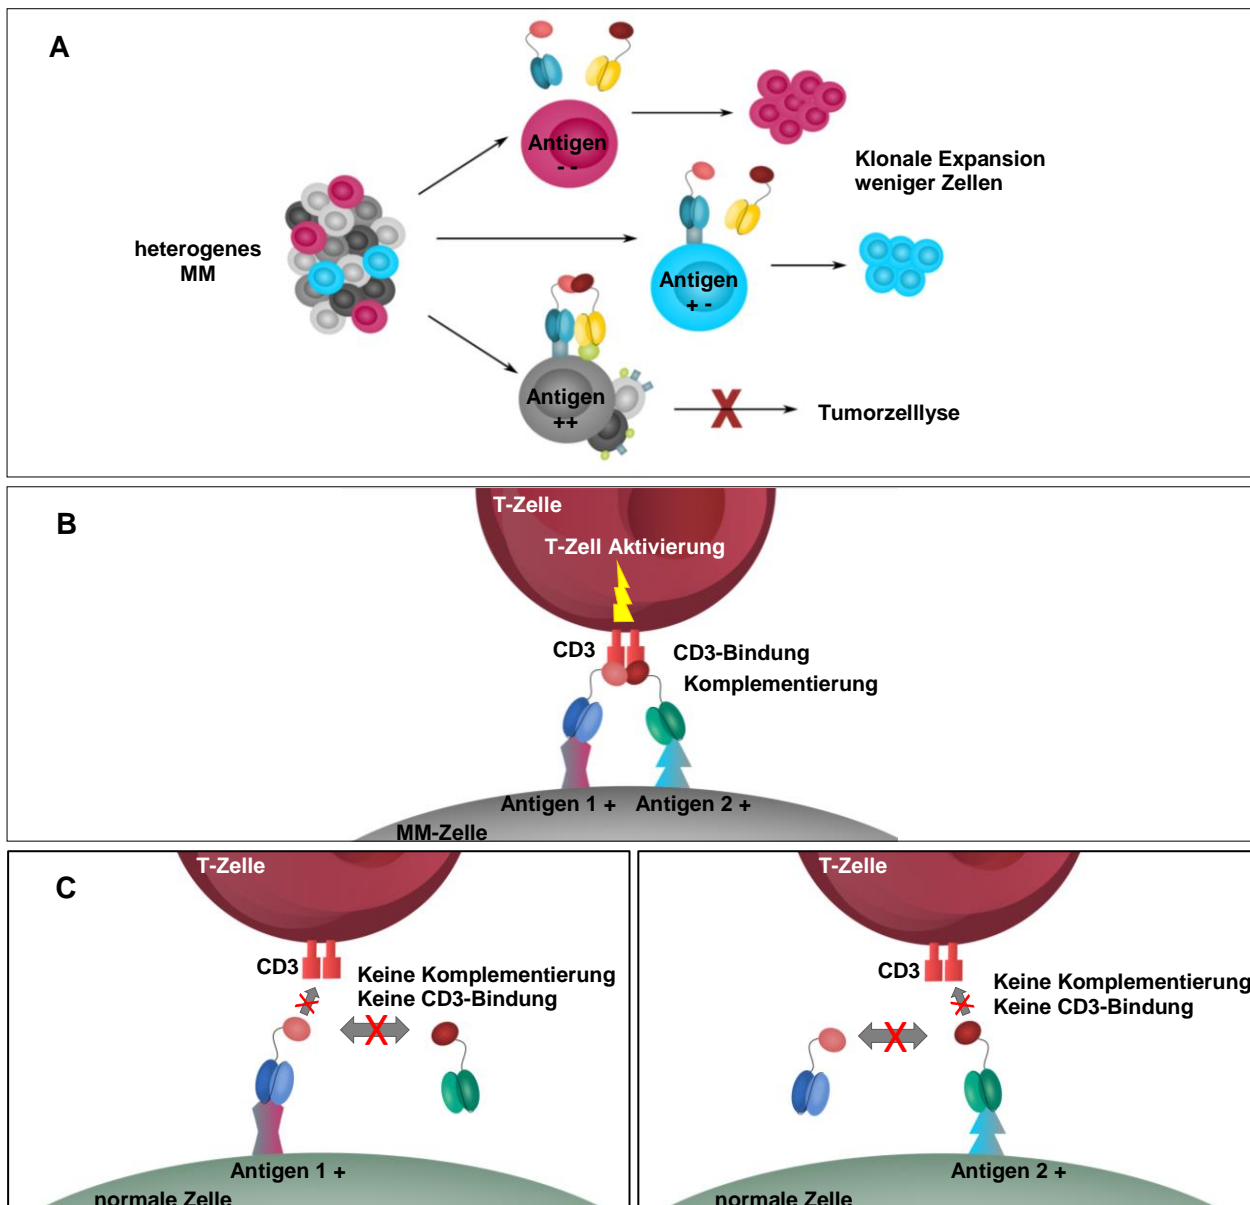 A
Antigen
- -
Klonale Expansion
weniger Zellen
heterogenes
MM
Antigen
+ -
Antigen
++
X
Tumorzelllyse
B
T-Zelle
T-Zell Aktivierung
CD3
CD3-Bindung
Komplementierung
Antigen 1 +
Antigen 2 +
MM-Zelle
C
T-Zelle
CD3
Keine Komplementierung
Keine CD3-Bindung
Antigen 1 +
normale Zelle
T-Zelle
CD3
Keine Komplementierung
Keine CD3-Bindung
Antigen 2 +
normale Zelle